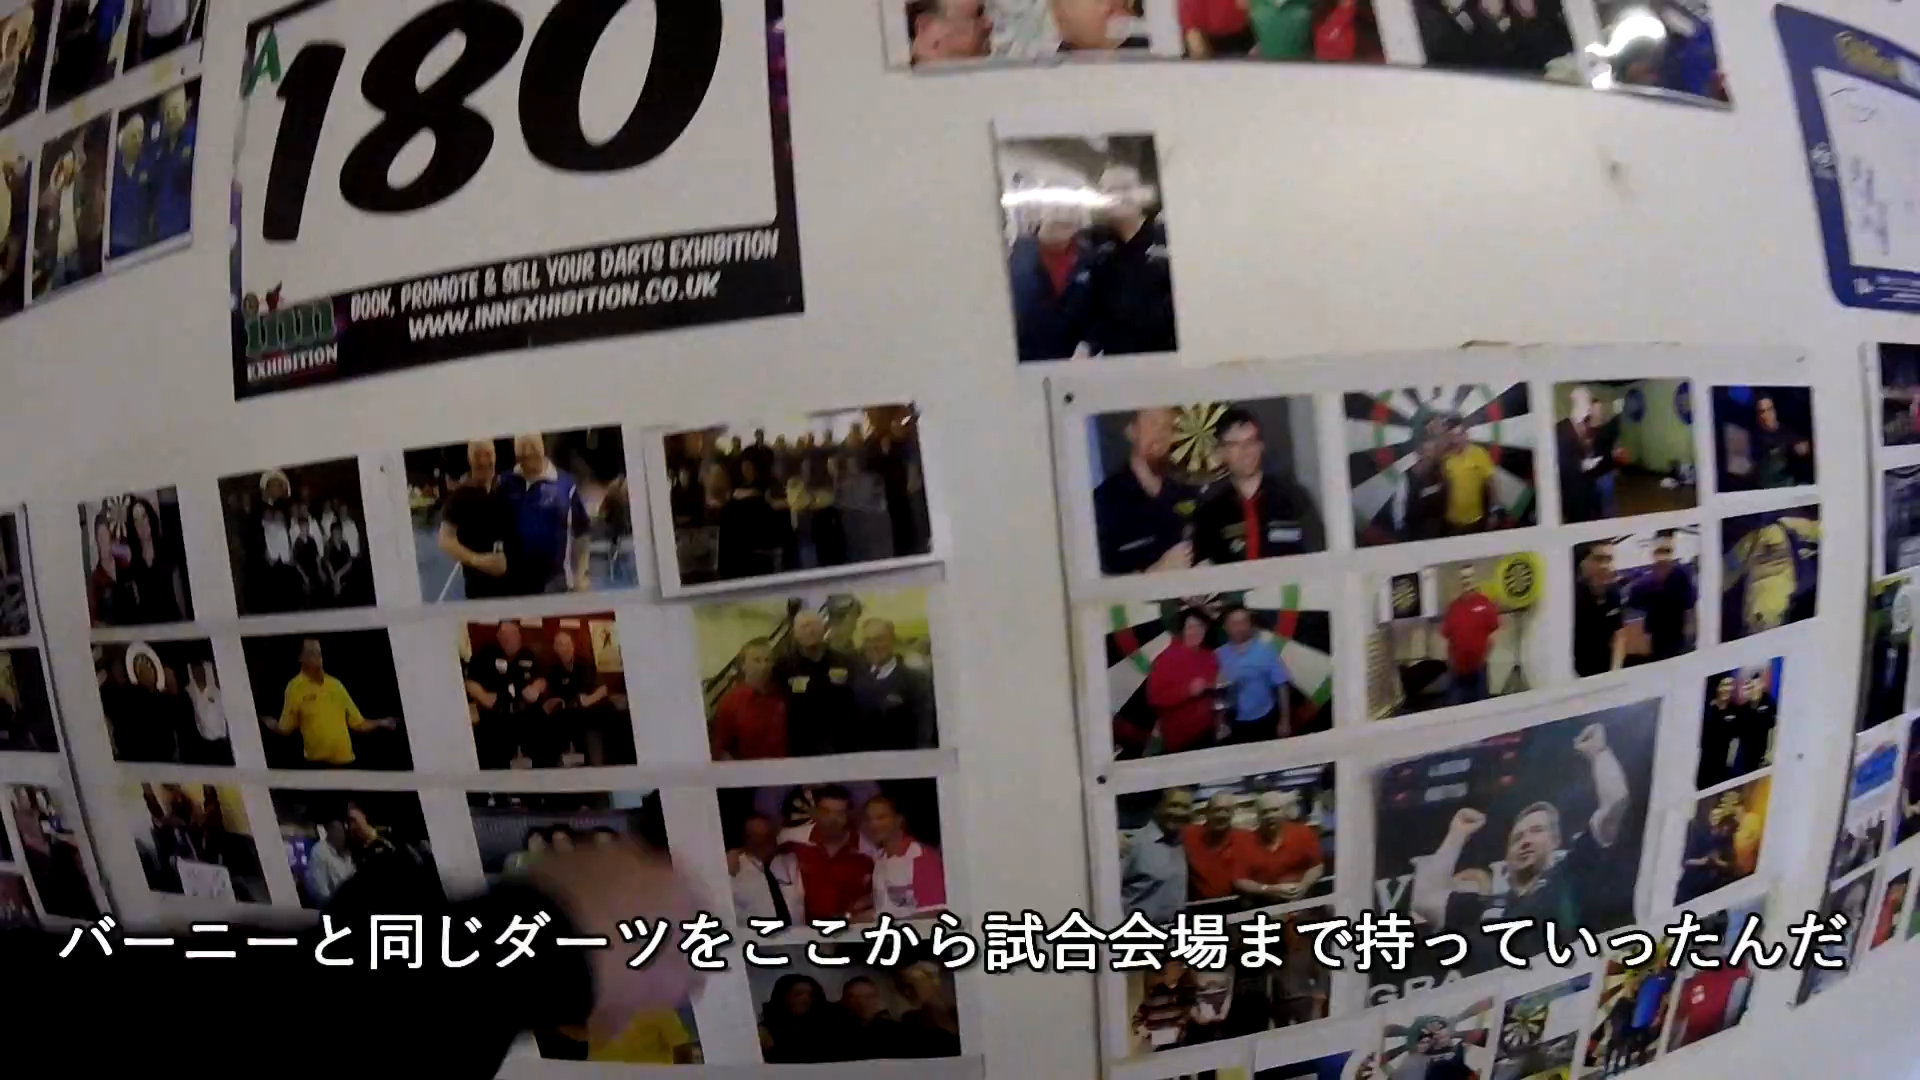 A
180
BOOK, PROMOTE & SELL YOUR DARTS EXHIBITION
WWW.INNEXHIBITION.CO.UK
inn
EXHIBITION
バーニーと同じダーツをここから試合会場まで持っていったんだ